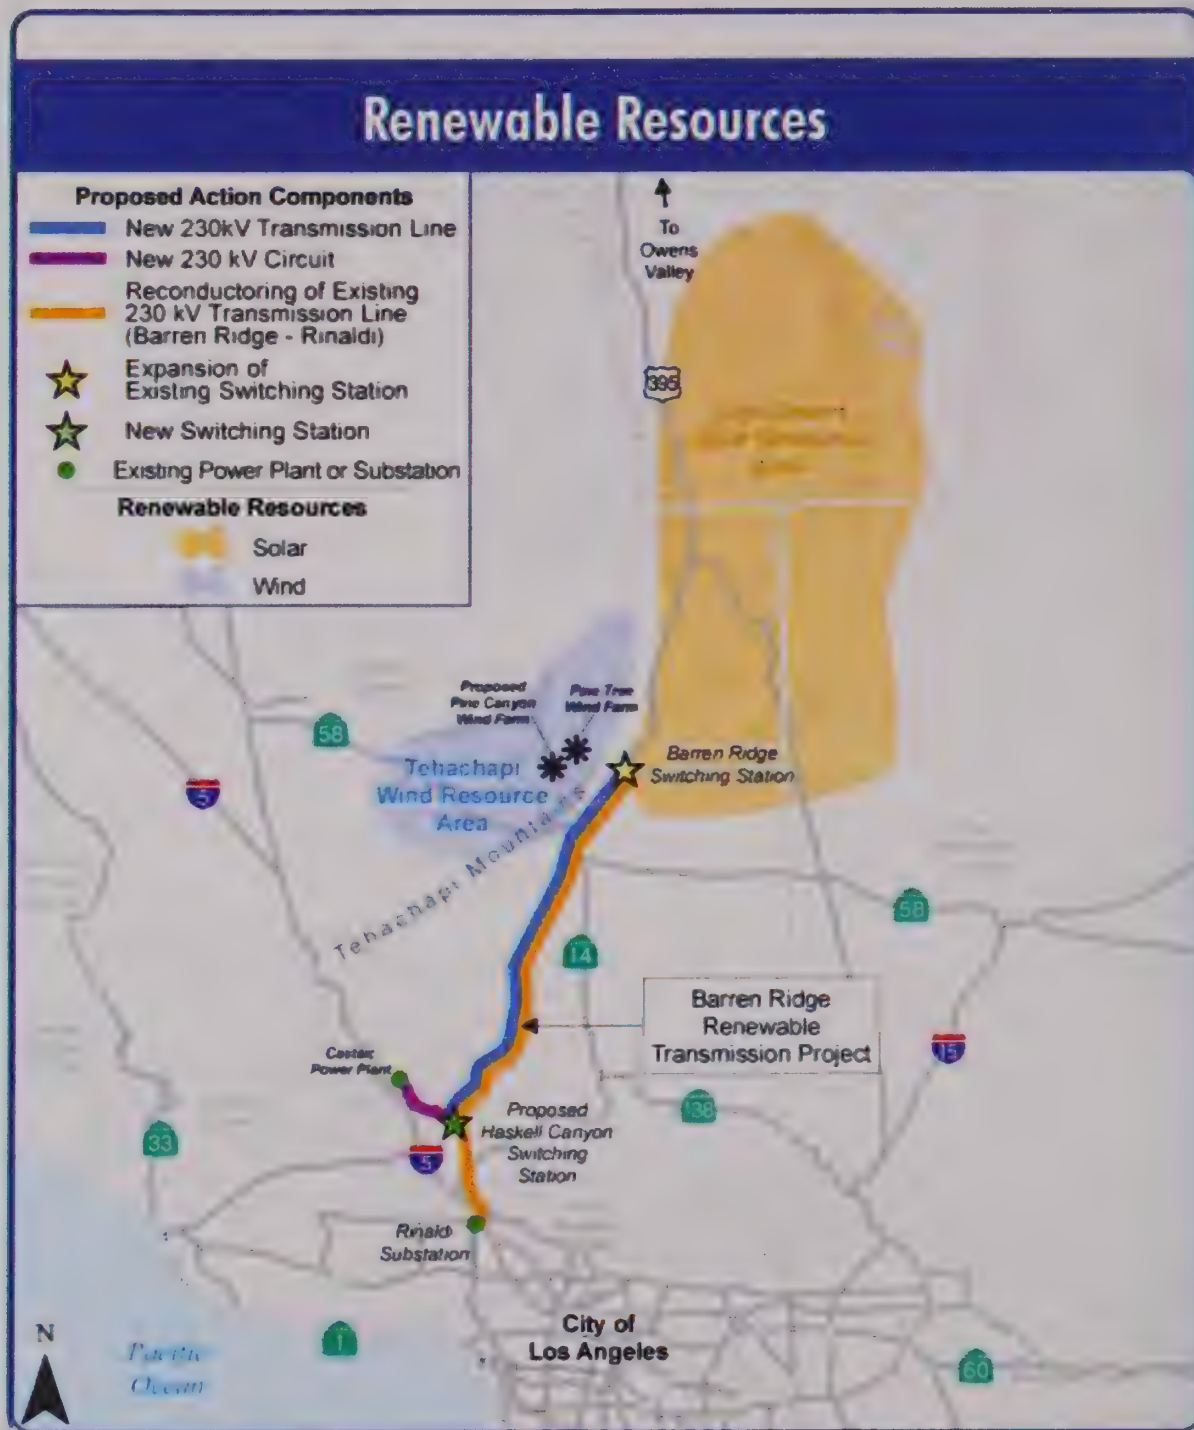 Renewable Resources
Proposed Action Components
New 230kV Transmission Line
New 230 kV Circuit
Reconductoring of Existing
230 kV Transmission Line
(Barren Ridge - Rinaldi)
Expansion of
Existing Switching Station
New Switching Station
Existing Power Plant or Substation
Renewable Resources
Solar
Wind
To
Owens
Valley
395
Proposed
Pine Canyon
Wind Farm
Pine Tree
Wind Farm
58
5
Tehachapi
Wind Resource
Area
Barren Ridge
Switching Station
Tehachapi Mountains
58
14
Barren Ridge
Renewable
Transmission Project
15
Castaic
Power Plant
138
Proposed
Haskell Canyon
Switching
Station
33
5
Rinaldi
Substation
City of
Los Angeles
N
Pacific
Ocean
1
60